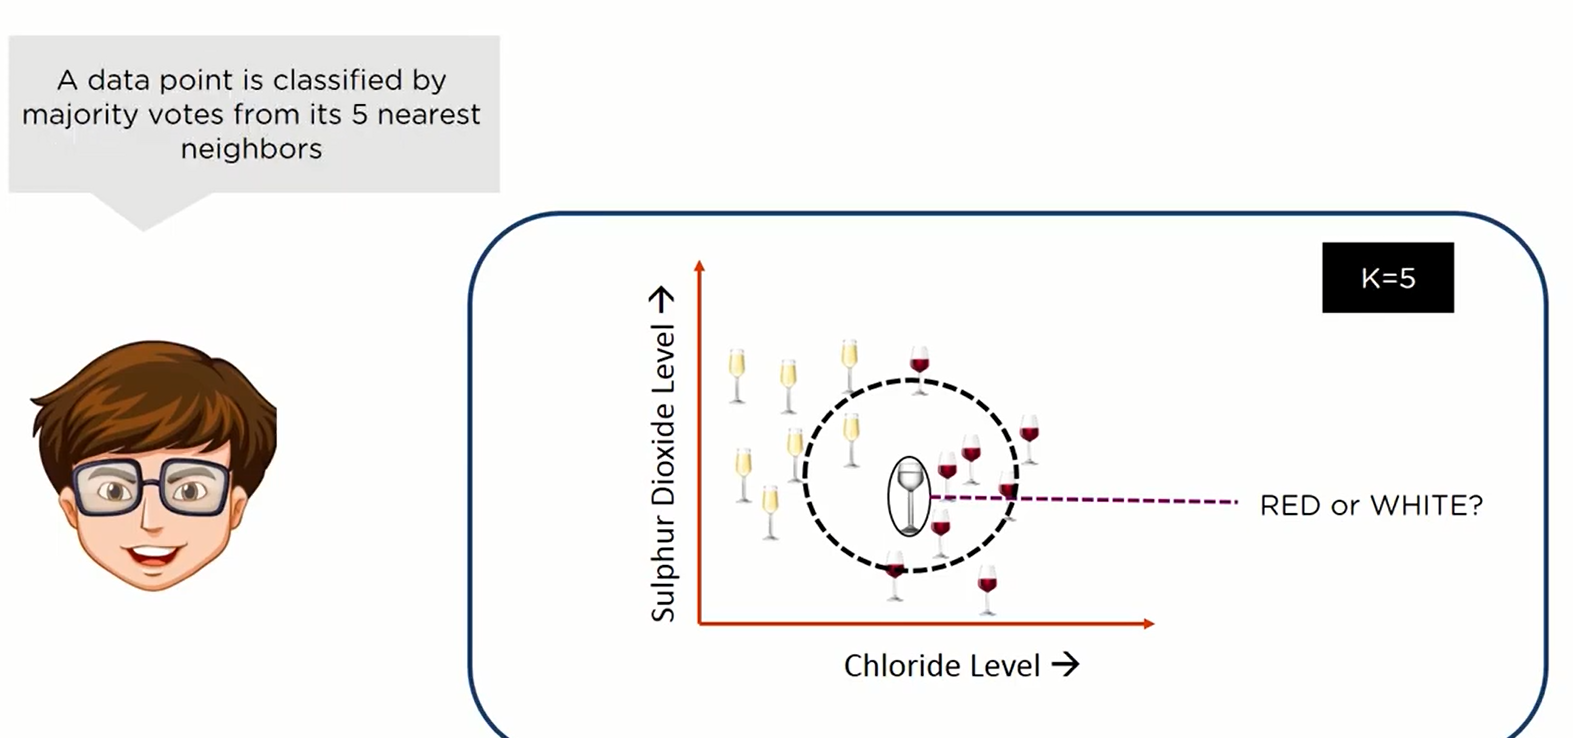 A data point is classified by
majority votes from its 5 nearest
neighbors
K=5
Sulphur Dioxide Level →
RED or WHITE?
Chloride Level →